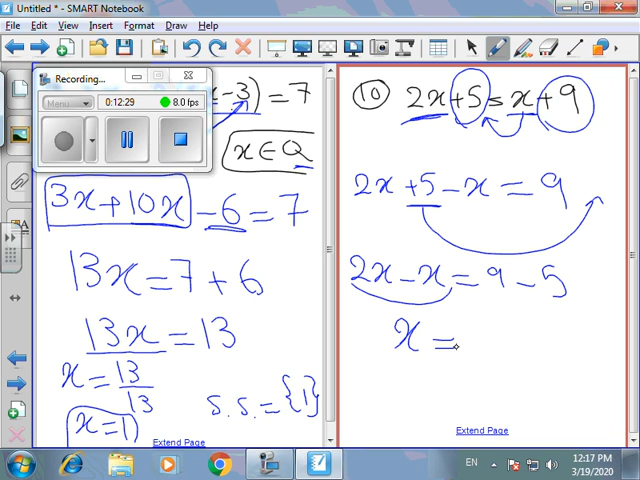 Untitled * - SMART Notebook
File Edit View Insert Format Draw Help
Recording...
Menu
0:12:29
8.0 fps
-3) = 7
x ∈ Q
3x + 10x - 6 = 7
13x = 7 + 6
13x = 13
x = 13/13
x = 1
S.S. = {1}
Extend Page
10 2x + 5 = x + 9
2x + 5 - x = 9
2x - x = 9 - 5
x =
Extend Page
EN
12:17 PM
3/19/2020